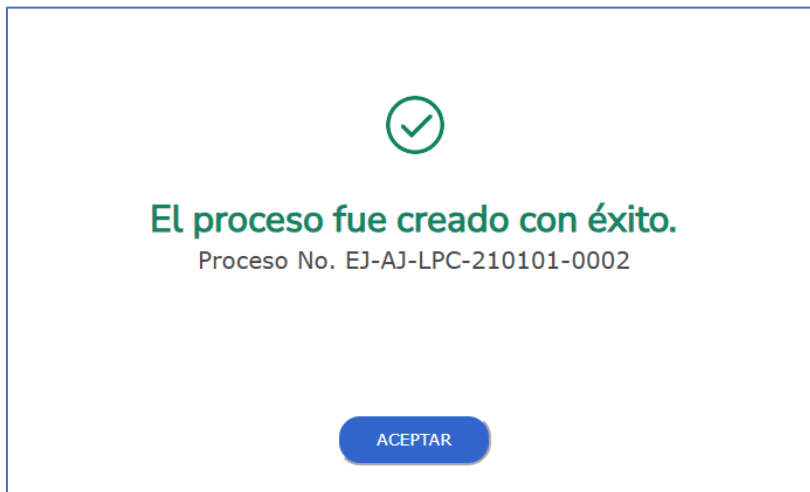 El proceso fue creado con éxito.
Proceso No. EJ-AJ-LPC-210101-0002
ACEPTAR